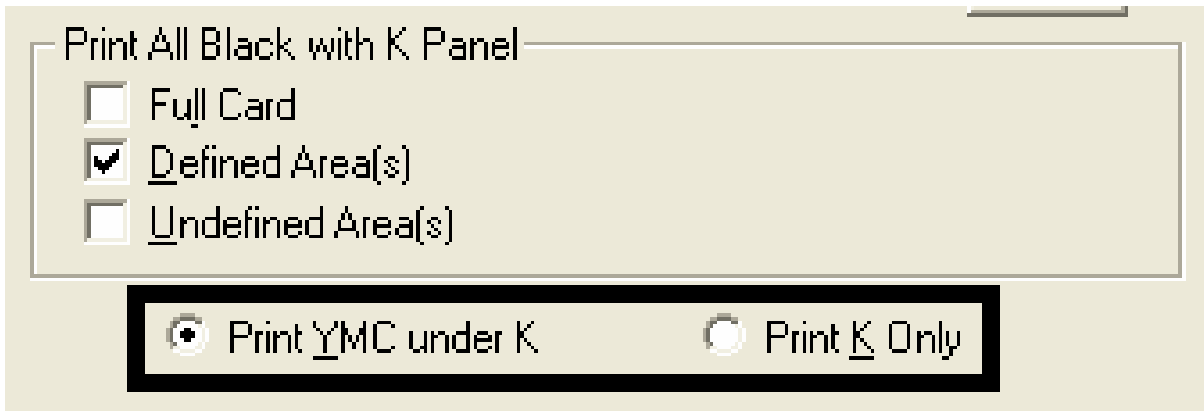 Print All Black with K Panel
Full Card
Defined Area(s)
Undefined Area(s)
Print YMC under K Print K Only